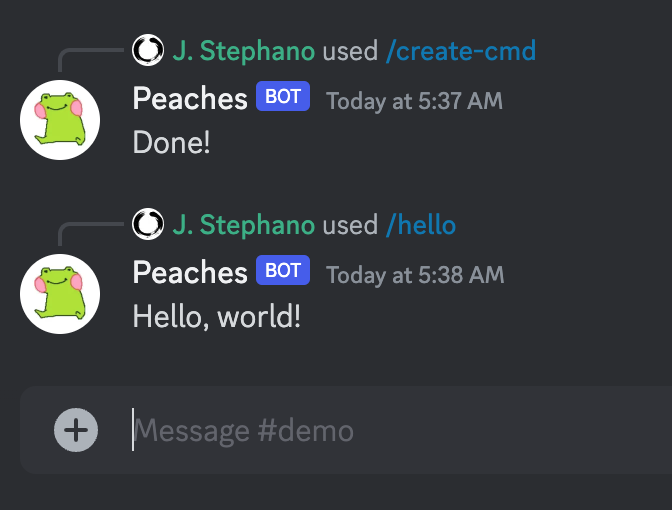 J. Stephano used /create-cmd
Peaches BOT Today at 5:37 AM
Done!
J. Stephano used /hello
Peaches BOT Today at 5:38 AM
Hello, world!
Message #demo